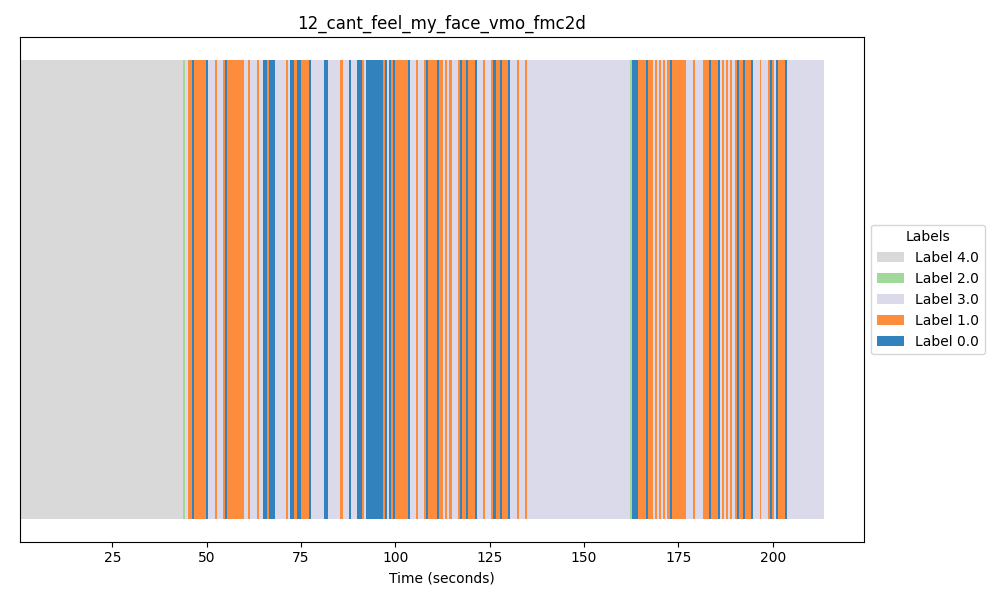 12_cant_feel_my_face_vmo_fmc2d
Labels
Label 4.0
Label 2.0
Label 3.0
Label 1.0
Label 0.0
25 50 75 100 125 150 175 200
Time (seconds)